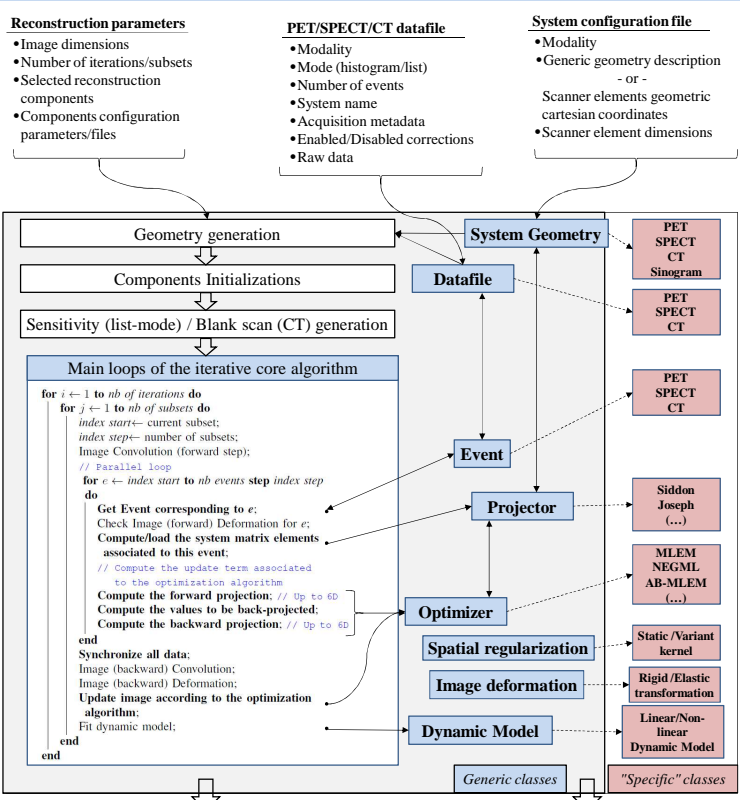 Reconstruction parameters
•Image dimensions
•Number of iterations/subsets
•Selected reconstruction
components
•Components configuration
parameters/files
PET/SPECT/CT datafile
•Modality
•Mode (histogram/list)
•Number of events
•System name
•Acquisition metadata
•Enabled/Disabled corrections
•Raw data
System configuration file
•Modality
•Generic geometry description
- or -
Scanner elements geometric
cartesian coordinates
•Scanner element dimensions
Geometry generation
Components Initializations
Sensitivity (list-mode) / Blank scan (CT) generation
Main loops of the iterative core algorithm
for i ← 1 to nb of iterations do
for j ← 1 to nb of subsets do
index start← current subset;
index step← number of subsets;
Image Convolution (forward step);
// Parallel loop
for e ← index start to nb events step index step
do
Get Event corresponding to e;
Check Image (forward) Deformation for e;
Compute/load the system matrix elements
associated to this event;
// Compute the update term associated
to the optimization algorithm
Compute the forward projection; // Up to 6D
Compute the values to be back-projected;
Compute the backward projection; // Up to 6D
end
Synchronize all data;
Image (backward) Convolution;
Image (backward) Deformation;
Update image according to the optimization
algorithm;
Fit dynamic model;
end
end
System Geometry
Datafile
Event
Projector
Optimizer
Spatial regularization
Image deformation
Dynamic Model
Generic classes
PET
SPECT
CT
Sinogram
PET
SPECT
CT
PET
SPECT
CT
Siddon
Joseph
(…)
MLEM
NEGML
AB-MLEM
(…)
Static /Variant
kernel
Rigid /Elastic
transformation
Linear/Non-
linear
Dynamic Model
"Specific" classes